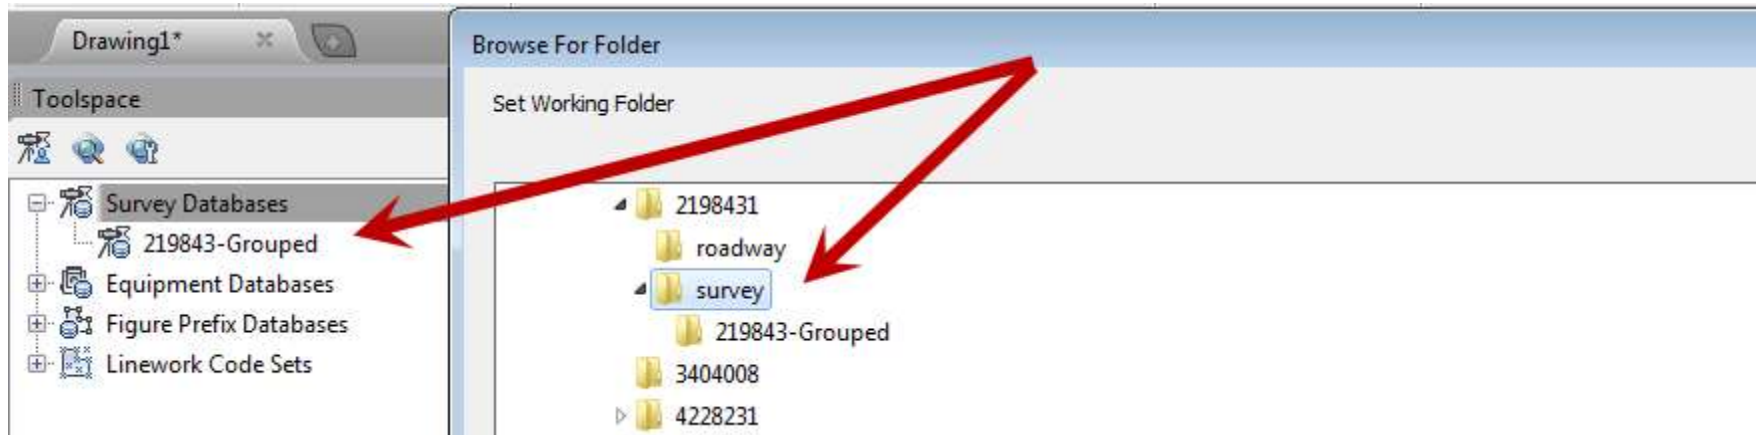 Drawing1*
Toolspace
Survey Databases
219843-Grouped
Equipment Databases
Figure Prefix Databases
Linework Code Sets
Browse For Folder
Set Working Folder
2198431
roadway
survey
219843-Grouped
3404008
4228231